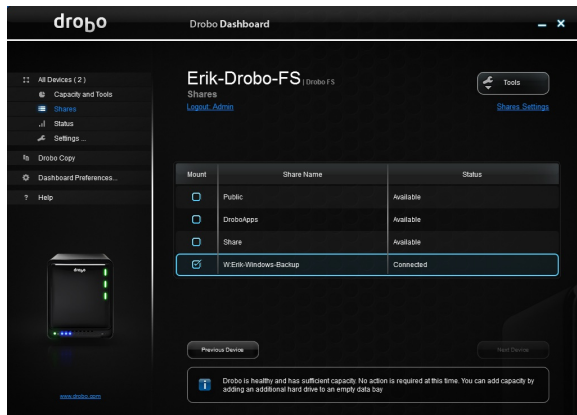 drobo
Drobo Dashboard
All Devices ( 2 )
Capacity and Tools
Shares
Status
Settings ...
Drobo Copy
Dashboard Preferences...
? Help
drobo
www.drobo.com
Erik-Drobo-FS | Drobo FS
Shares
Logout: Admin
Tools
Shares Settings
Mount Share Name Status
Public Available
DroboApps Available
Share Available
W:Erik-Windows-Backup Connected
Previous Device
Next Device
Drobo is healthy and has sufficient capacity. No action is required at this time. You can add capacity by
adding an additional hard drive to an empty data bay